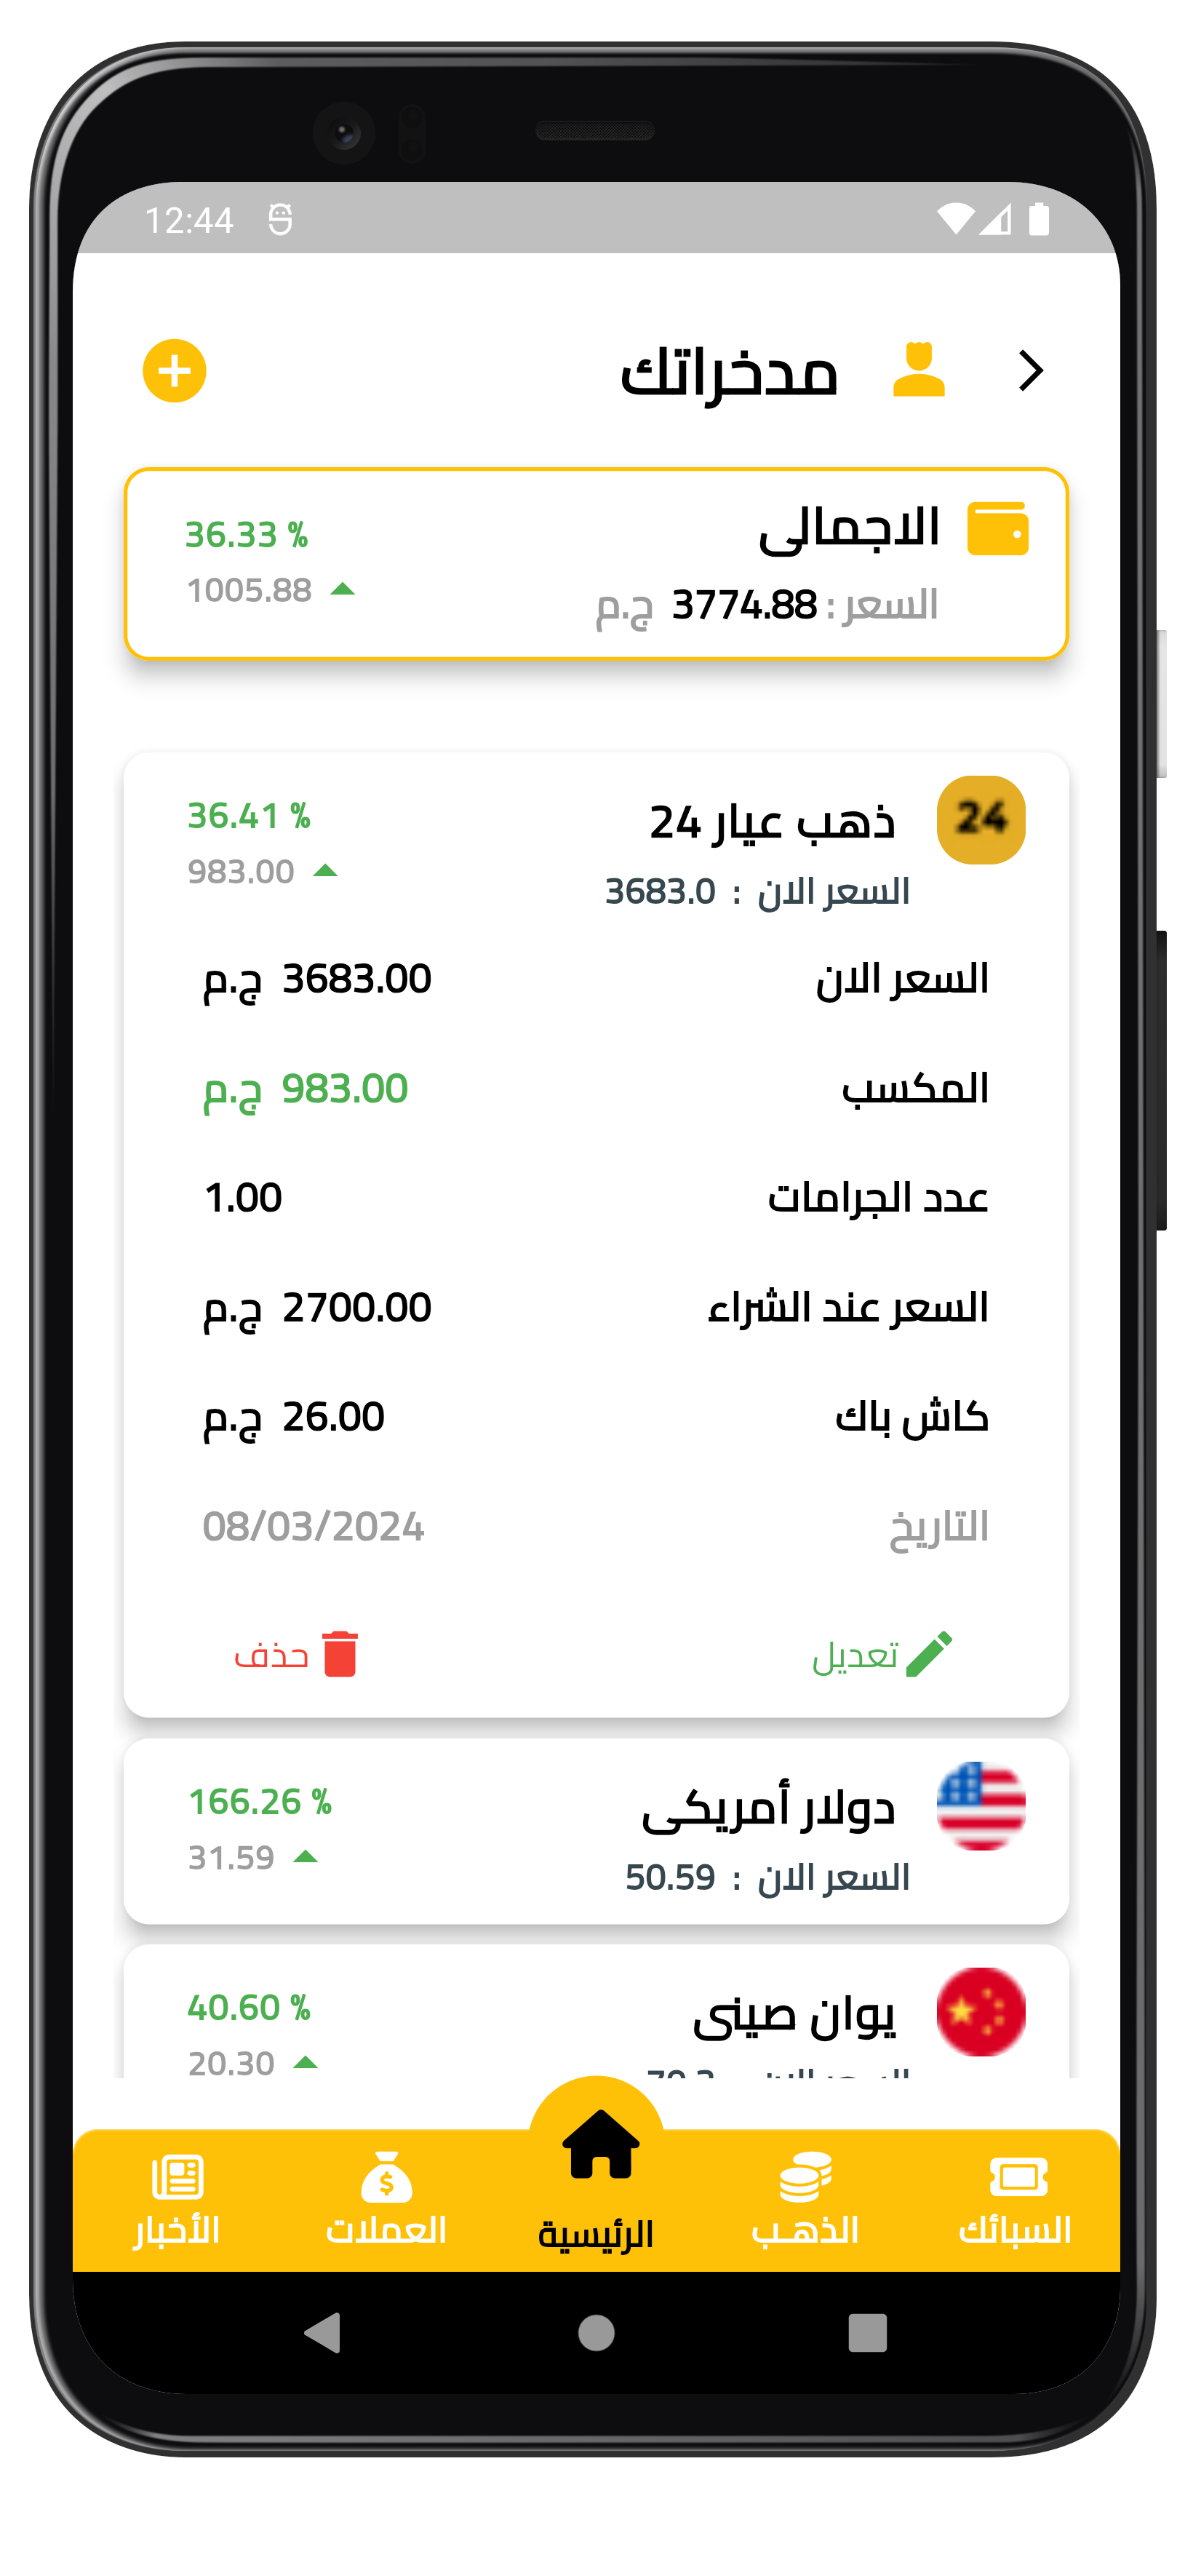 12:44
مدخراتك
الاجمالى
36.33 %
السعر : 3774.88 ج.م
1005.88
24
ذهب عيار 24
36.41 %
السعر الان : 3683.0
983.00
السعر الان 3683.00 ج.م
المكسب 983.00 ج.م
عدد الجرامات 1.00
السعر عند الشراء 2700.00 ج.م
كاش باك 26.00 ج.م
التاريخ 08/03/2024
تعديل حذف
دولار أمريكى
166.26 %
السعر الان : 50.59
31.59
يوان صينى
40.60 %
20.30
السبائك الذهب الرئيسية العملات الأخبار